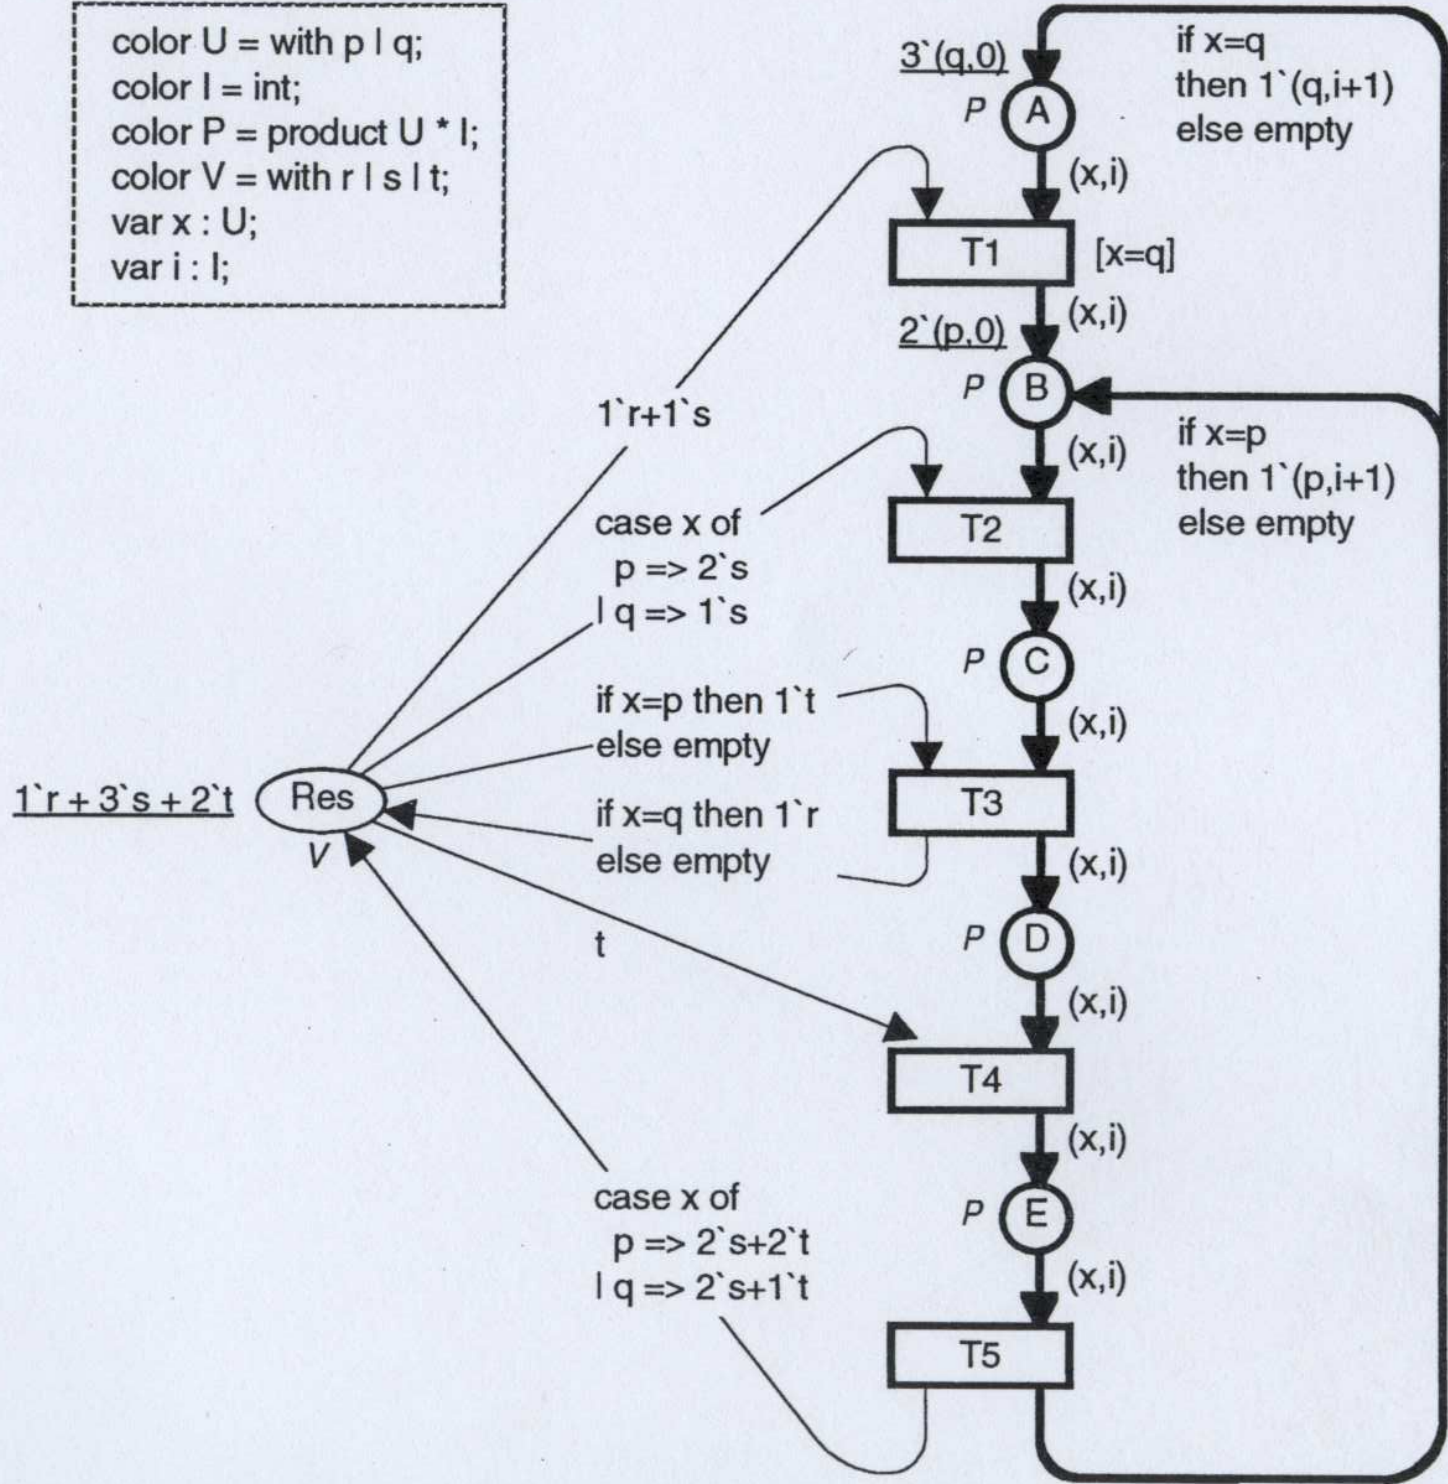 color U = with p | q;
color I = int;
color P = product U * I;
color V = with r | s | t;
var x : U;
var i : I;
3`(q,0)
P
A
if x=q
then 1`(q,i+1)
else empty
(x,i)
T1
[x=q]
(x,i)
2`(p,0)
P
B
1`r+1`s
if x=p
then 1`(p,i+1)
else empty
(x,i)
case x of
p => 2`s
| q => 1`s
T2
(x,i)
P
C
if x=p then 1`t
else empty
(x,i)
1`r + 3`s + 2`t
Res
V
T3
if x=q then 1`r
else empty
(x,i)
P
D
t
(x,i)
T4
(x,i)
case x of
p => 2`s+2`t
| q => 2`s+1`t
P
E
(x,i)
T5